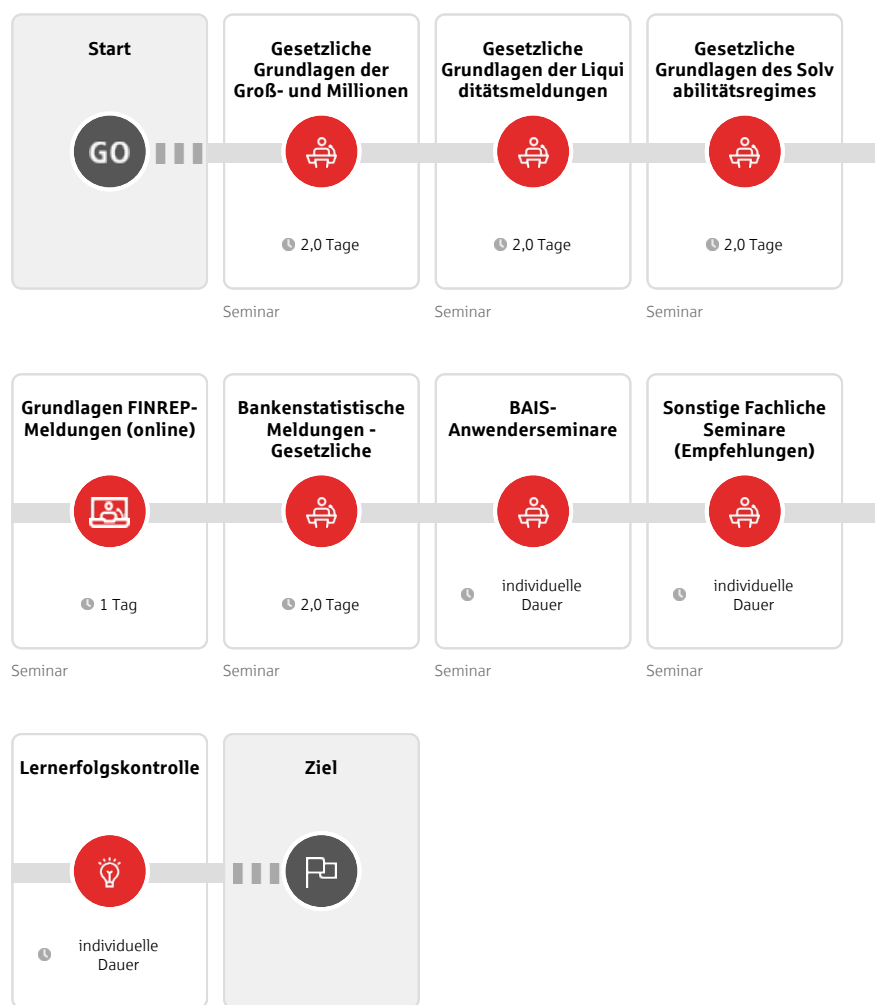 Start
GO
Gesetzliche
Grundlagen der
Groß- und Millionen
2,0 Tage
Seminar
Gesetzliche
Grundlagen der Liqui
ditätsmeldungen
2,0 Tage
Seminar
Gesetzliche
Grundlagen des Solv
abilitätsregimes
2,0 Tage
Seminar
Grundlagen FINREP-
Meldungen (online)
1 Tag
Seminar
Bankenstatistische
Meldungen -
Gesetzliche
2,0 Tage
Seminar
BAIS-
Anwenderseminare
individuelle
Dauer
Seminar
Sonstige Fachliche
Seminare
(Empfehlungen)
individuelle
Dauer
Seminar
Lernerfolgskontrolle
individuelle
Dauer
Ziel